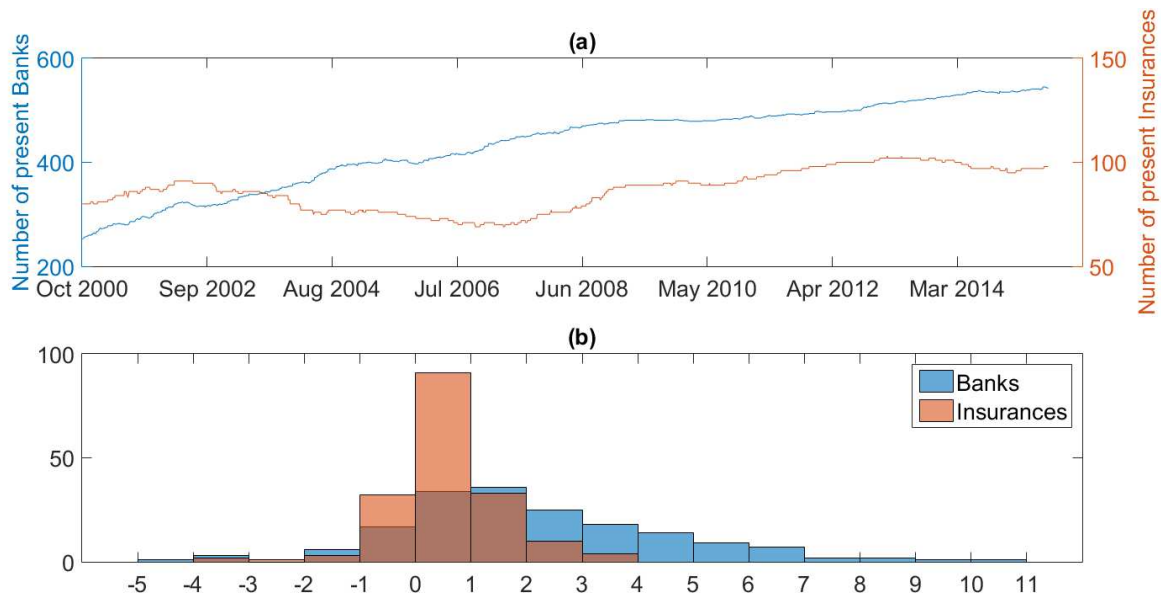 (a)
Number of present Banks
600
400
200
Number of present Insurances
150
100
50
Oct 2000 Sep 2002 Aug 2004 Jul 2006 Jun 2008 May 2010 Apr 2012 Mar 2014
(b)
100
50
0
Banks
Insurances
-5 -4 -3 -2 -1 0 1 2 3 4 5 6 7 8 9 10 11